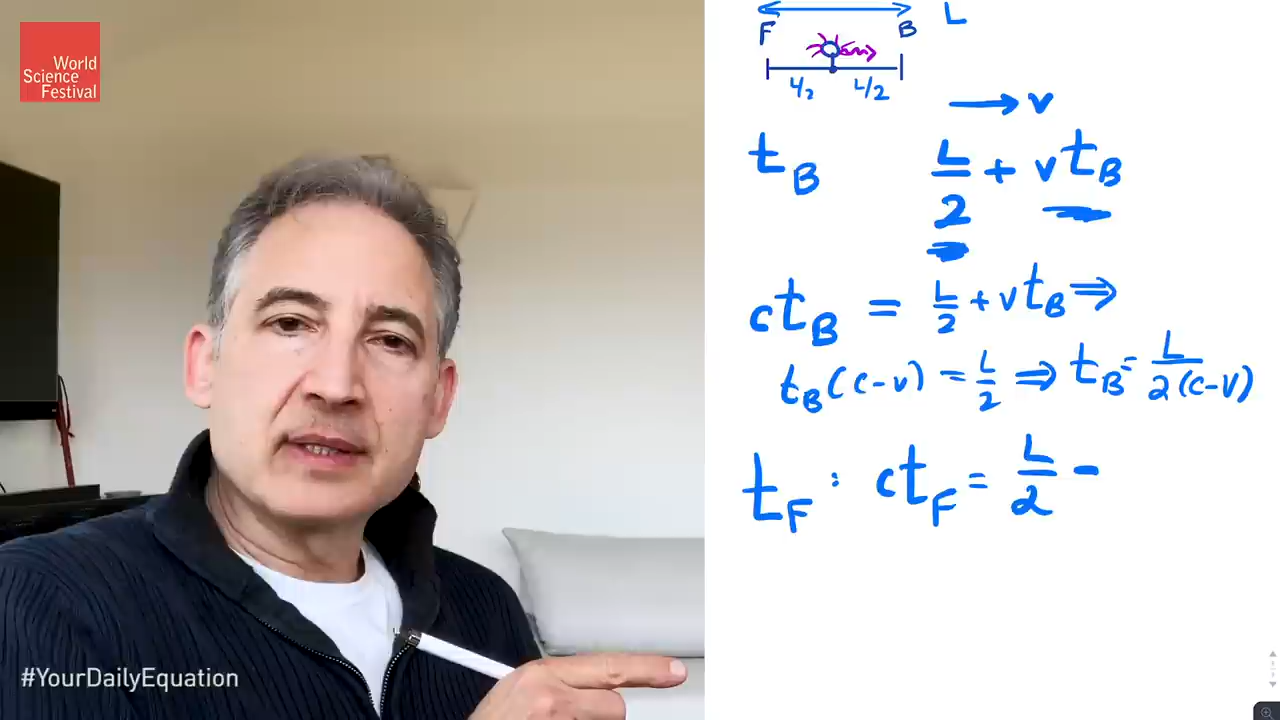 World
Science
Festival
L
F B
L/2 L/2
→ v
t_B L/2 + vt_B
ct_B = L/2 + vt_B ⇒
t_B(c-v) = L/2 ⇒ t_B = L/2(c-v)
t_F : ct_F = L/2 -
#YourDailyEquation